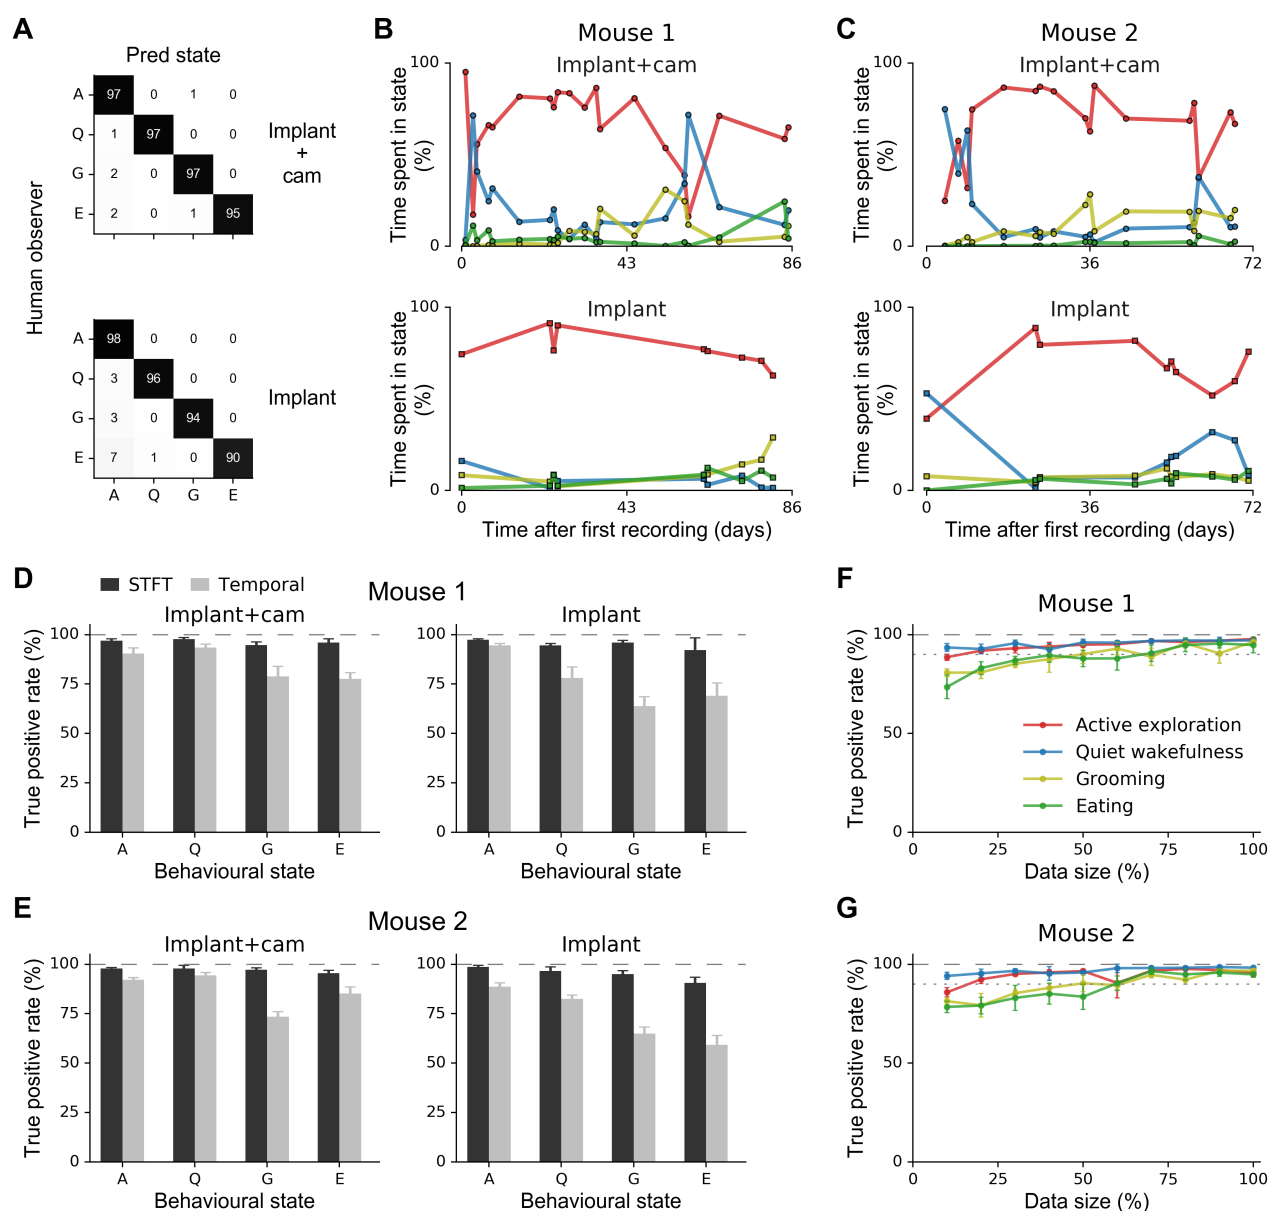 A
Pred state
A 97 0 1 0
Q 1 97 0 0
G 2 0 97 0
E 2 0 1 95
Implant
+
cam
Human observer
A 98 0 0 0
Q 3 96 0 0
G 3 0 94 0
E 7 1 0 90
A Q G E
Implant
B
Mouse 1
Implant+cam
Time spent in state
(%)
100
0
0 43 86
Implant
Time spent in state
(%)
100
0
0 43 86
Time after first recording (days)
C
Mouse 2
Implant+cam
Time spent in state
(%)
100
0
0 36 72
Implant
Time spent in state
(%)
100
0
0 36 72
Time after first recording (days)
D
STFT Temporal
Mouse 1
Implant+cam
True positive rate (%)
100
75
50
25
0
A Q G E
Behavioural state
Implant
100
75
50
25
0
A Q G E
Behavioural state
E
Mouse 2
Implant+cam
True positive rate (%)
100
75
50
25
0
A Q G E
Behavioural state
Implant
100
75
50
25
0
A Q G E
Behavioural state
F
Mouse 1
True positive rate (%)
100
50
0
Active exploration
Quiet wakefulness
Grooming
Eating
0 25 50 75 100
Data size (%)
G
Mouse 2
True positive rate (%)
100
50
0
0 25 50 75 100
Data size (%)